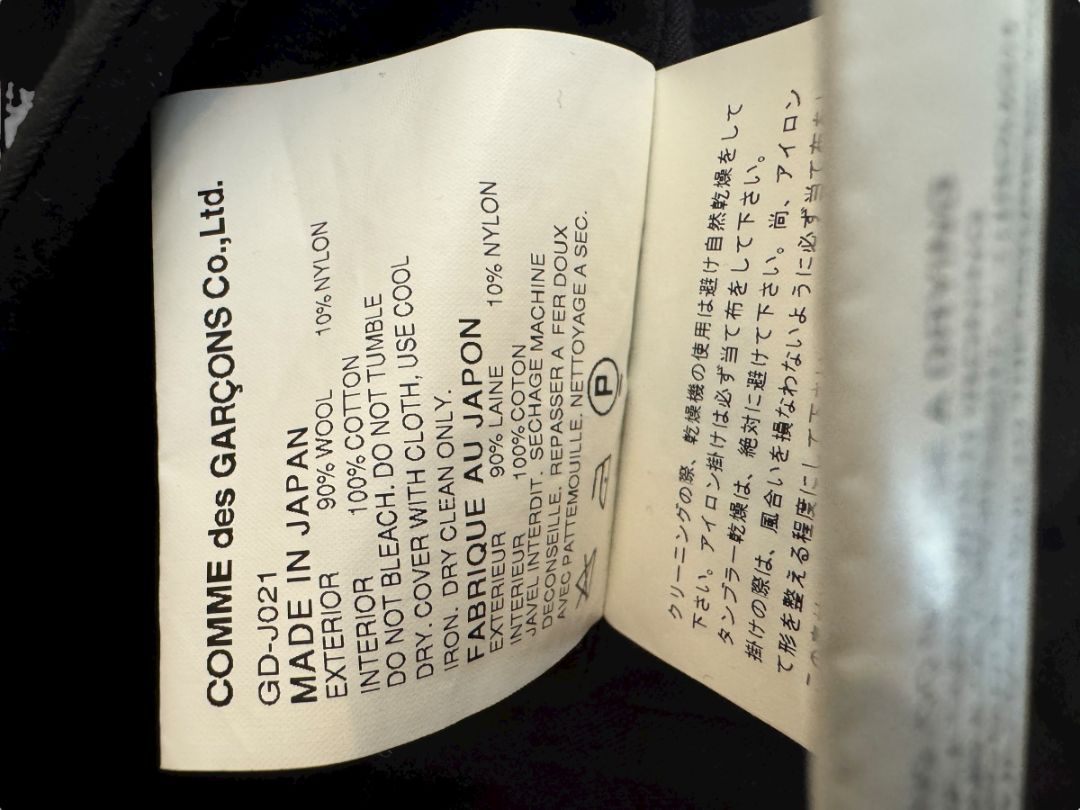 COMME des GARÇONS Co.,Ltd.
GD-J021
MADE IN JAPAN
EXTERIOR 90% WOOL 10% NYLON
INTERIOR 100% COTTON
DO NOT BLEACH. DO NOT TUMBLE
DRY. COVER WITH CLOTH, USE COOL
IRON. DRY CLEAN ONLY.
FABRIQUE AU JAPON
EXTERIEUR 90% LAINE 10% NYLON
INTERIEUR 100% COTON
JAVEL INTERDIT. SECHAGE MACHINE
DECONSEILLE. REPASSER A FER DOUX
AVEC PATTEMOUILLE. NETTOYAGE A SEC.
P
クリーニングの際、乾燥機の使用は避け自然乾燥をして
下さい。アイロン掛けは必ず当て布をして下さい。
タンブラー乾燥は、絶対に避けて下さい。尚、アイロン
掛けの際は、風合いを損なわないように必ず当て布を
て形を整える程度にして下
A DRYING